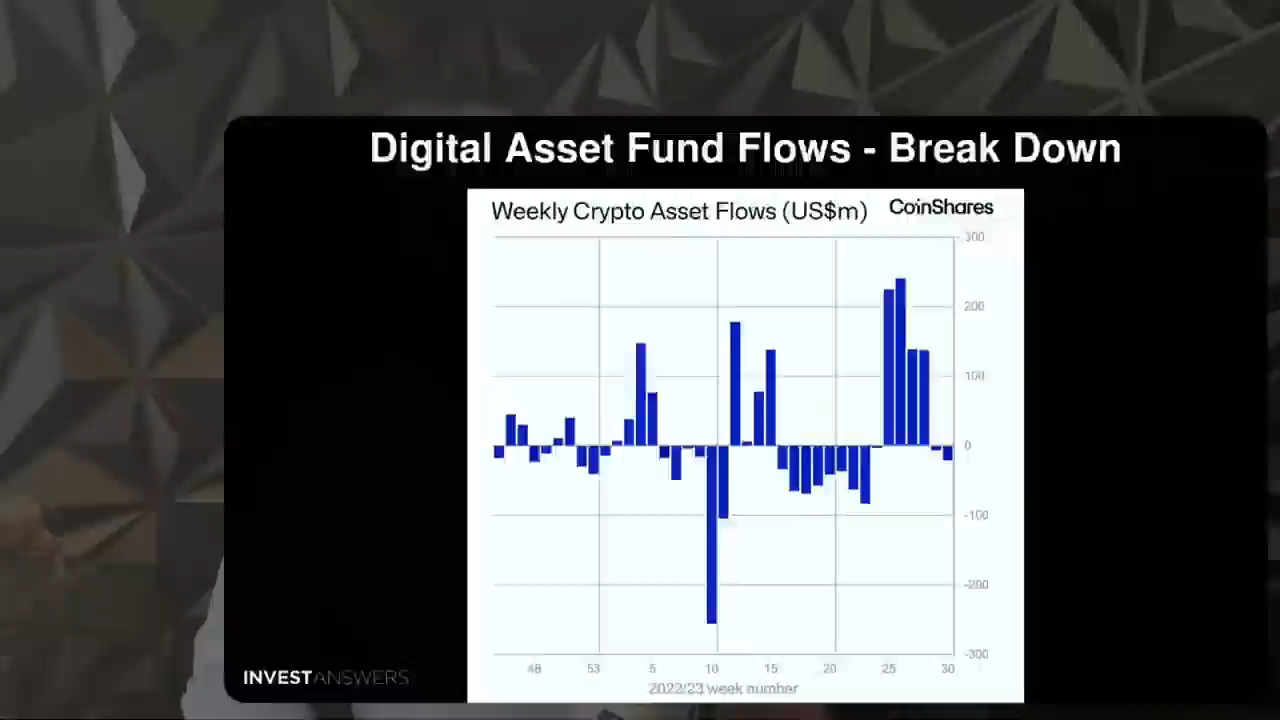 Digital Asset Fund Flows - Break Down
Weekly Crypto Asset Flows (US$m)
CoinShares
300
200
100
0
-100
-200
-300
48 53 5 10 15 20 25 30
2022/23 week number
INVESTANSWERS